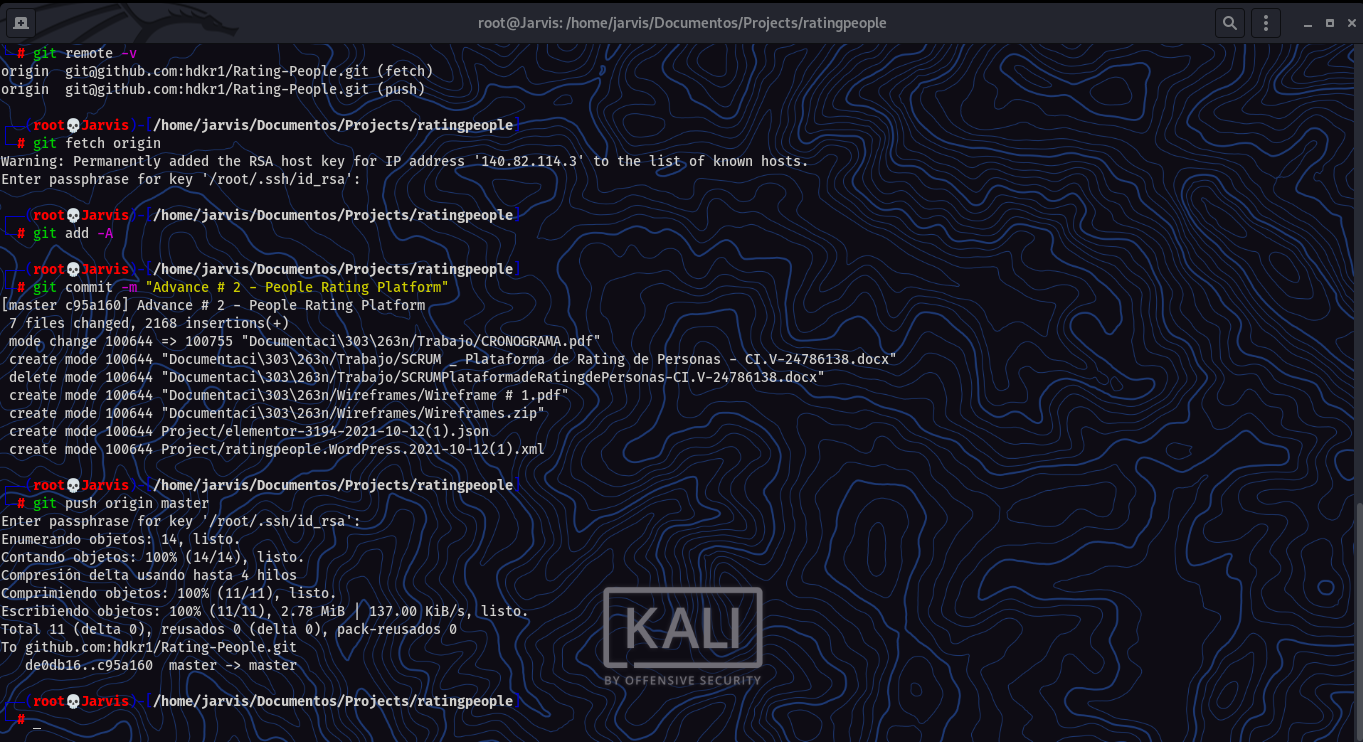 root@Jarvis: /home/jarvis/Documentos/Projects/ratingpeople
# git remote -v
origin  git@github.com:hdkr1/Rating-People.git (fetch)
origin  git@github.com:hdkr1/Rating-People.git (push)
(root💀Jarvis)-[/home/jarvis/Documentos/Projects/ratingpeople]
# git fetch origin
Warning: Permanently added the RSA host key for IP address '140.82.114.3' to the list of known hosts.
Enter passphrase for key '/root/.ssh/id_rsa':
(root💀Jarvis)-[/home/jarvis/Documentos/Projects/ratingpeople]
# git add -A
(root💀Jarvis)-[/home/jarvis/Documentos/Projects/ratingpeople]
# git commit -m "Advance # 2 - People Rating Platform"
[master c95a160] Advance # 2 - People Rating Platform
 7 files changed, 2168 insertions(+)
 mode change 100644 => 100755 "Documentaci\303\263n/Trabajo/CRONOGRAMA.pdf"
 create mode 100644 "Documentaci\303\263n/Trabajo/SCRUM _ Plataforma de Rating de Personas - CI.V-24786138.docx"
 delete mode 100644 "Documentaci\303\263n/Trabajo/SCRUMPlataformadeRatingdePersonas-CI.V-24786138.docx"
 create mode 100644 "Documentaci\303\263n/Wireframes/Wireframe # 1.pdf"
 create mode 100644 "Documentaci\303\263n/Wireframes/Wireframes.zip"
 create mode 100644 Project/elementor-3194-2021-10-12(1).json
 create mode 100644 Project/ratingpeople.WordPress.2021-10-12(1).xml
(root💀Jarvis)-[/home/jarvis/Documentos/Projects/ratingpeople]
# git push origin master
Enter passphrase for key '/root/.ssh/id_rsa':
Enumerando objetos: 14, listo.
Contando objetos: 100% (14/14), listo.
Compresión delta usando hasta 4 hilos
Comprimiendo objetos: 100% (11/11), listo.
Escribiendo objetos: 100% (11/11), 2.78 MiB | 137.00 KiB/s, listo.
Total 11 (delta 0), reusados 0 (delta 0), pack-reusados 0
To github.com:hdkr1/Rating-People.git
   de0db16..c95a160  master -> master
(root💀Jarvis)-[/home/jarvis/Documentos/Projects/ratingpeople]
# _
KALI
BY OFFENSIVE SECURITY